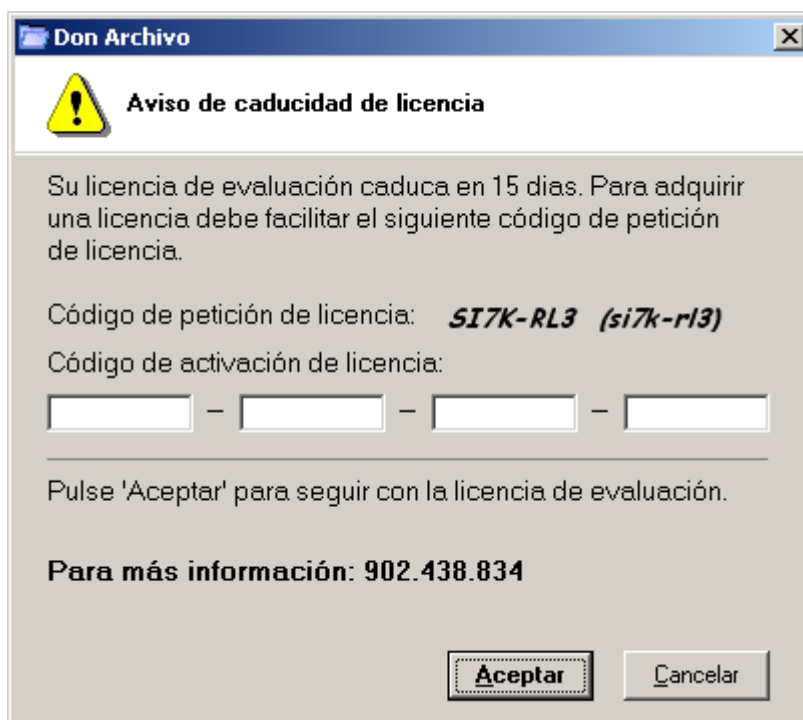 Don Archivo
Aviso de caducidad de licencia
Su licencia de evaluación caduca en 15 dias. Para adquirir
una licencia debe facilitar el siguiente código de petición
de licencia.
Código de petición de licencia: SI7K-RL3 (si7k-rl3)
Código de activación de licencia:
– – –
Pulse 'Aceptar' para seguir con la licencia de evaluación.
Para más información: 902.438.834
Aceptar Cancelar